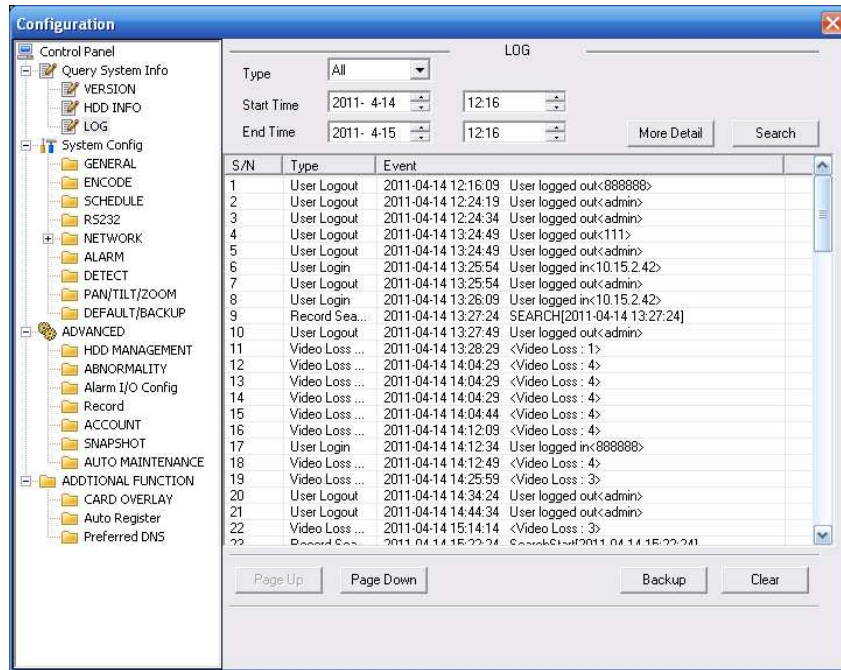 Configuration
Control Panel
Query System Info
VERSION
HDD INFO
LOG
System Config
GENERAL
ENCODE
SCHEDULE
RS232
NETWORK
ALARM
DETECT
PAN/TILT/ZOOM
DEFAULT/BACKUP
ADVANCED
HDD MANAGEMENT
ABNORMALITY
Alarm I/O Config
Record
ACCOUNT
SNAPSHOT
AUTO MAINTENANCE
ADDTIONAL FUNCTION
CARD OVERLAY
Auto Register
Preferred DNS
LOG
Type All
Start Time 2011- 4-14 12:16
End Time 2011- 4-15 12:16 More Detail Search
S/N Type Event
1 User Logout 2011-04-14 12:16:09 User logged out<888888>
2 User Logout 2011-04-14 12:24:19 User logged out<admin>
3 User Logout 2011-04-14 12:24:34 User logged out<admin>
4 User Logout 2011-04-14 13:24:49 User logged out<111>
5 User Logout 2011-04-14 13:24:49 User logged out<admin>
6 User Login 2011-04-14 13:25:54 User logged in<10.15.2.42>
7 User Logout 2011-04-14 13:25:54 User logged out<admin>
8 User Login 2011-04-14 13:26:09 User logged in<10.15.2.42>
9 Record Sea... 2011-04-14 13:27:24 SEARCH[2011-04-14 13:27:24]
10 User Logout 2011-04-14 13:27:49 User logged out<admin>
11 Video Loss ... 2011-04-14 13:28:29 <Video Loss : 1>
12 Video Loss ... 2011-04-14 14:04:29 <Video Loss : 4>
13 Video Loss ... 2011-04-14 14:04:29 <Video Loss : 4>
14 Video Loss ... 2011-04-14 14:04:29 <Video Loss : 4>
15 Video Loss ... 2011-04-14 14:04:44 <Video Loss : 4>
16 Video Loss ... 2011-04-14 14:12:09 <Video Loss : 4>
17 User Login 2011-04-14 14:12:34 User logged in<888888>
18 Video Loss ... 2011-04-14 14:12:49 <Video Loss : 4>
19 Video Loss ... 2011-04-14 14:25:59 <Video Loss : 3>
20 User Logout 2011-04-14 14:34:24 User logged out<admin>
21 User Logout 2011-04-14 14:44:34 User logged out<admin>
22 Video Loss ... 2011-04-14 15:14:14 <Video Loss : 3>
23 Record Sea... 2011-04-14 15:22:24 SearchStart[2011-04-14 15:22:24]
Page Up Page Down Backup Clear